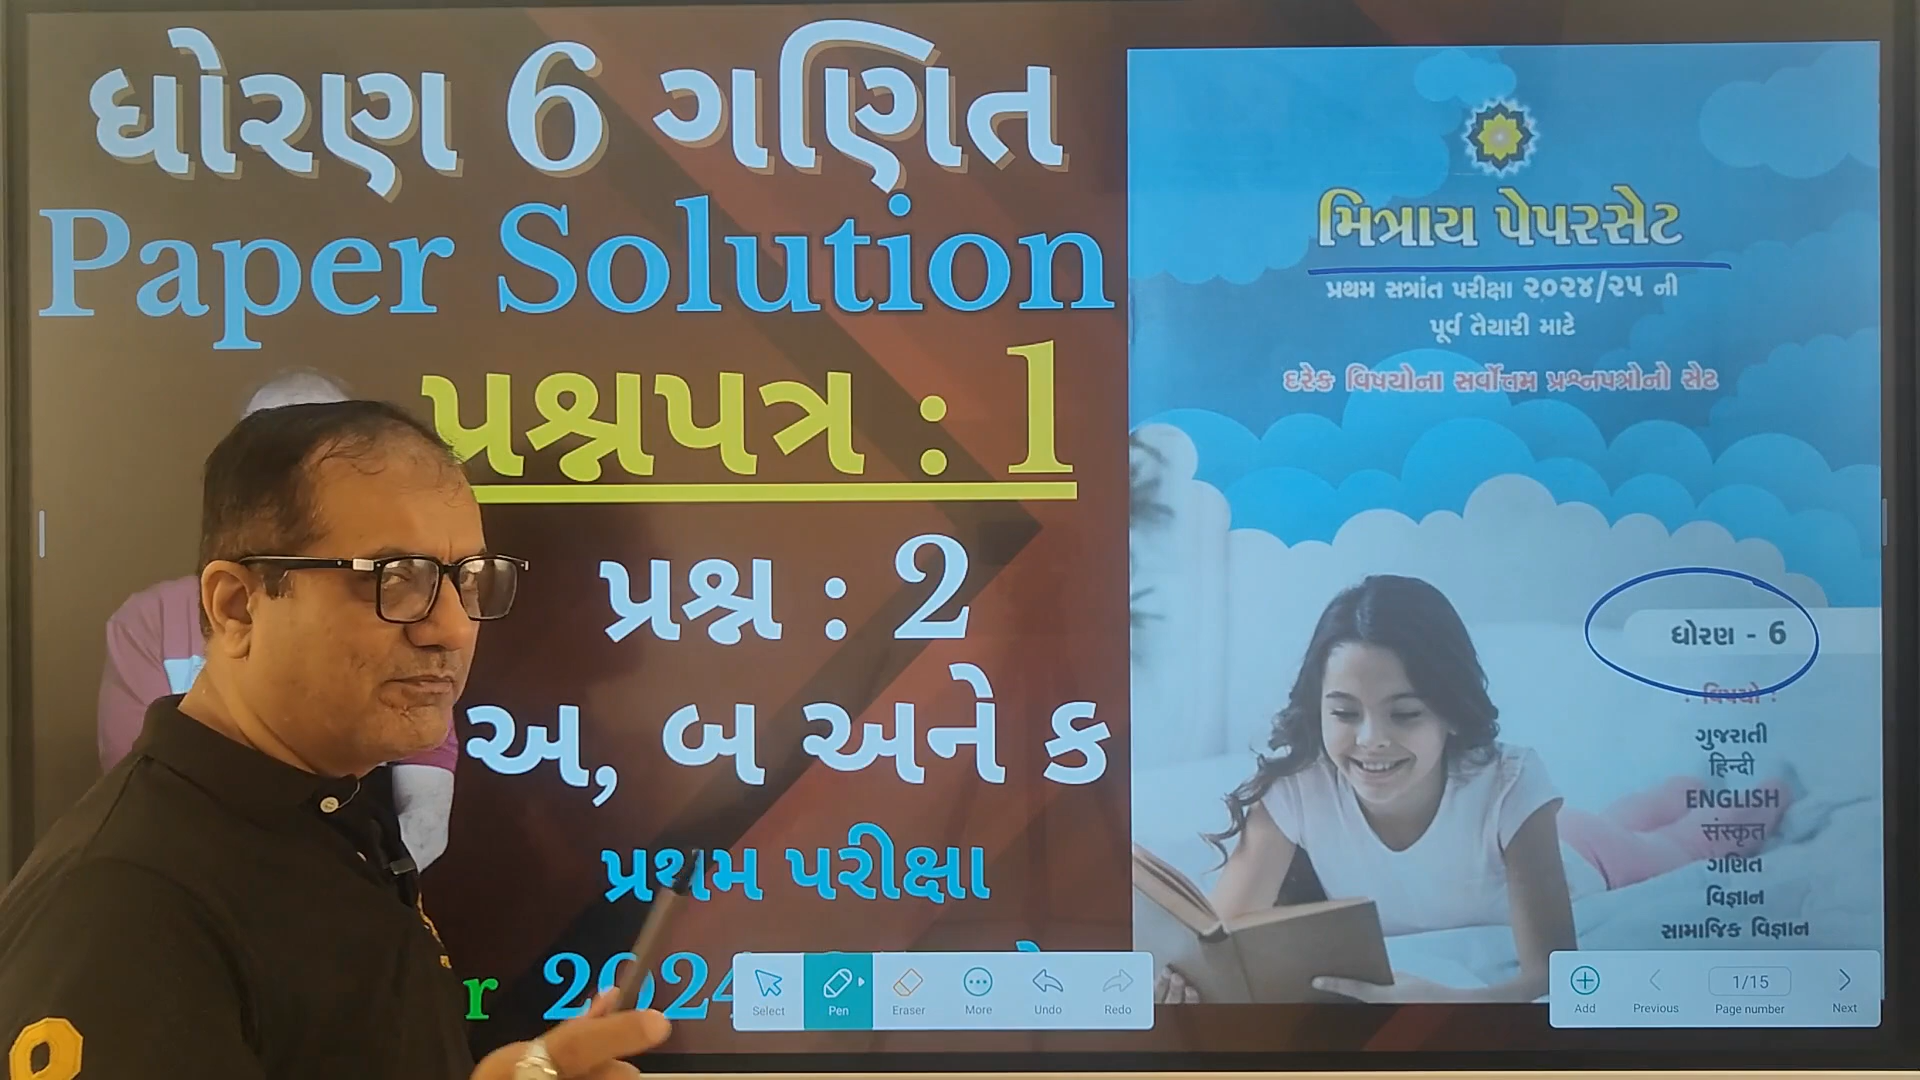 ધોરણ 6 ગણિત
Paper Solution
પ્રશ્નપત્ર : 1
પ્રશ્ન : 2
અ, બ અને ક
પ્રથમ પરીક્ષા
r 2024
મિત્રાય પેપરસેટ
પ્રથમ સત્રાંત પરીક્ષા ૨૦૨૪/૨૫ ની
પૂર્વ તૈયારી માટે
દરેક વિષયોના સર્વોત્તમ પ્રશ્નપત્રોનો સેટ
ધોરણ - 6
: વિષયો :
ગુજરાતી
हिन्दी
ENGLISH
संस्कृत
ગણિત
વિજ્ઞાન
સામાજિક વિજ્ઞાન
Select Pen Eraser More Undo Redo
Add Previous 1/15 Page number Next